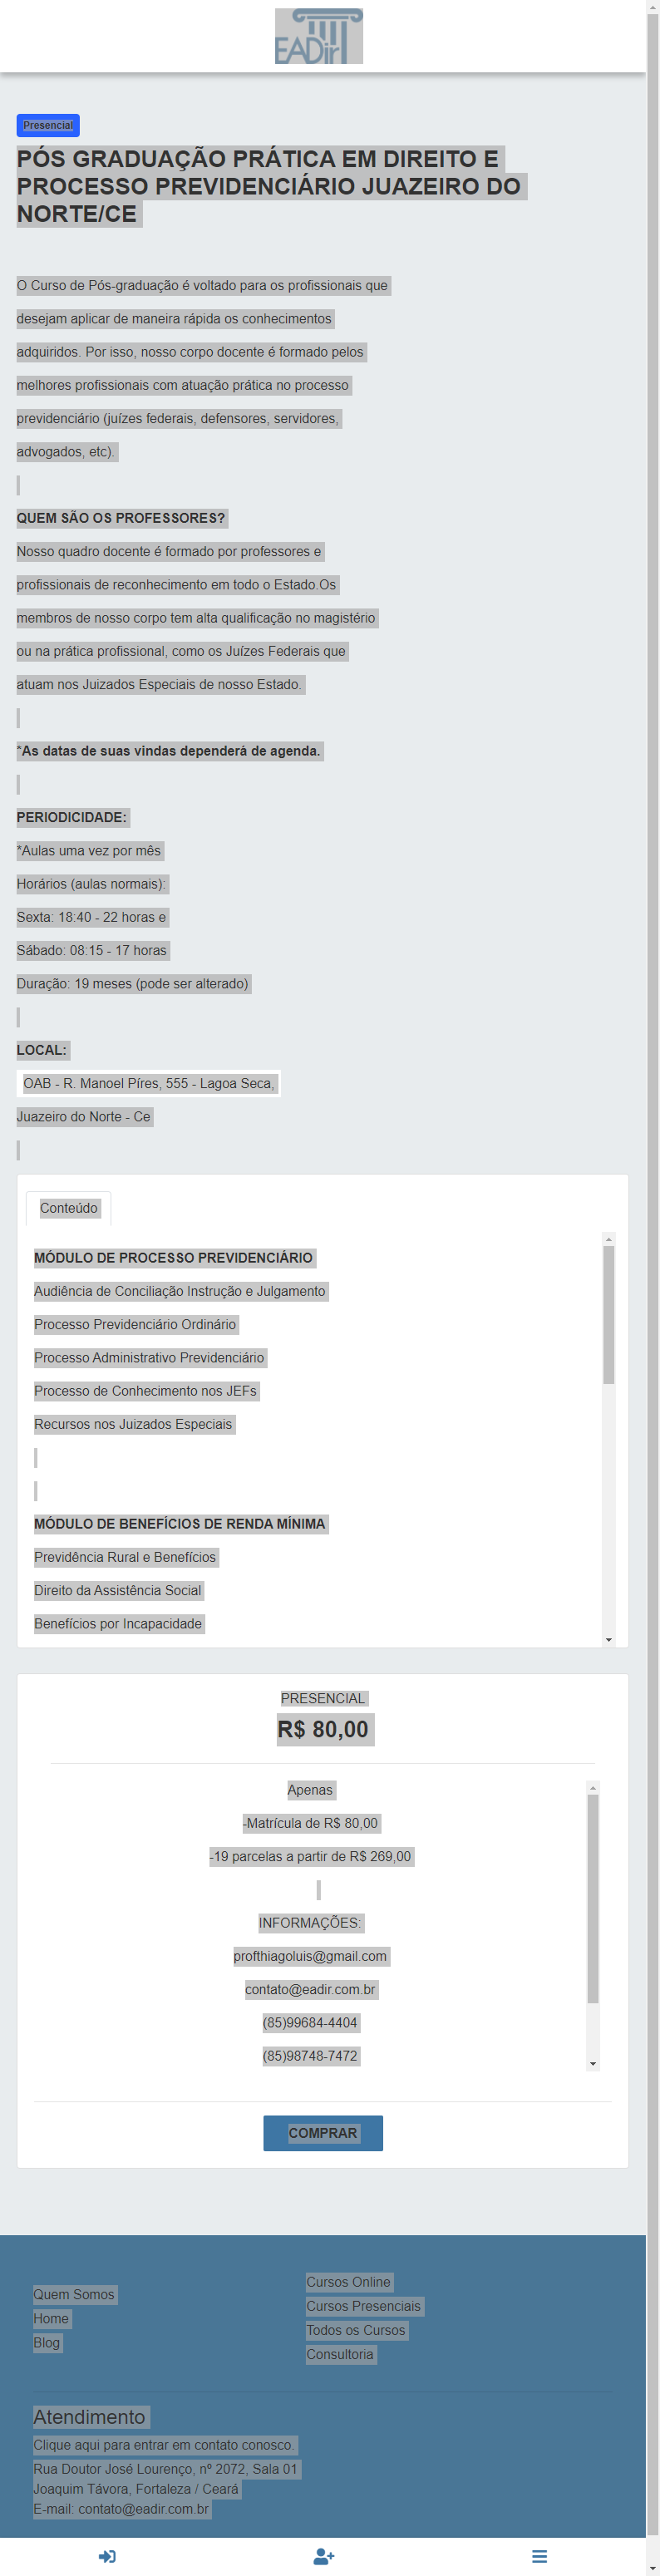 EADir
Presencial
PÓS GRADUAÇÃO PRÁTICA EM DIREITO E
PROCESSO PREVIDENCIÁRIO JUAZEIRO DO
NORTE/CE
O Curso de Pós-graduação é voltado para os profissionais que
desejam aplicar de maneira rápida os conhecimentos
adquiridos. Por isso, nosso corpo docente é formado pelos
melhores profissionais com atuação prática no processo
previdenciário (juízes federais, defensores, servidores,
advogados, etc).
QUEM SÃO OS PROFESSORES?
Nosso quadro docente é formado por professores e
profissionais de reconhecimento em todo o Estado.Os
membros de nosso corpo tem alta qualificação no magistério
ou na prática profissional, como os Juízes Federais que
atuam nos Juizados Especiais de nosso Estado.
*As datas de suas vindas dependerá de agenda.
PERIODICIDADE:
*Aulas uma vez por mês
Horários (aulas normais):
Sexta: 18:40 - 22 horas e
Sábado: 08:15 - 17 horas
Duração: 19 meses (pode ser alterado)
LOCAL:
OAB - R. Manoel Píres, 555 - Lagoa Seca,
Juazeiro do Norte - Ce
Conteúdo
MÓDULO DE PROCESSO PREVIDENCIÁRIO
Audiência de Conciliação Instrução e Julgamento
Processo Previdenciário Ordinário
Processo Administrativo Previdenciário
Processo de Conhecimento nos JEFs
Recursos nos Juizados Especiais
MÓDULO DE BENEFÍCIOS DE RENDA MÍNIMA
Previdência Rural e Benefícios
Direito da Assistência Social
Benefícios por Incapacidade
PRESENCIAL
R$ 80,00
Apenas
-Matrícula de R$ 80,00
-19 parcelas a partir de R$ 269,00
INFORMAÇÕES:
profthiagoluis@gmail.com
contato@eadir.com.br
(85)99684-4404
(85)98748-7472
COMPRAR
Quem Somos
Home
Blog
Cursos Online
Cursos Presenciais
Todos os Cursos
Consultoria
Atendimento
Clique aqui para entrar em contato conosco.
Rua Doutor José Lourenço, nº 2072, Sala 01
Joaquim Távora, Fortaleza / Ceará
E-mail: contato@eadir.com.br